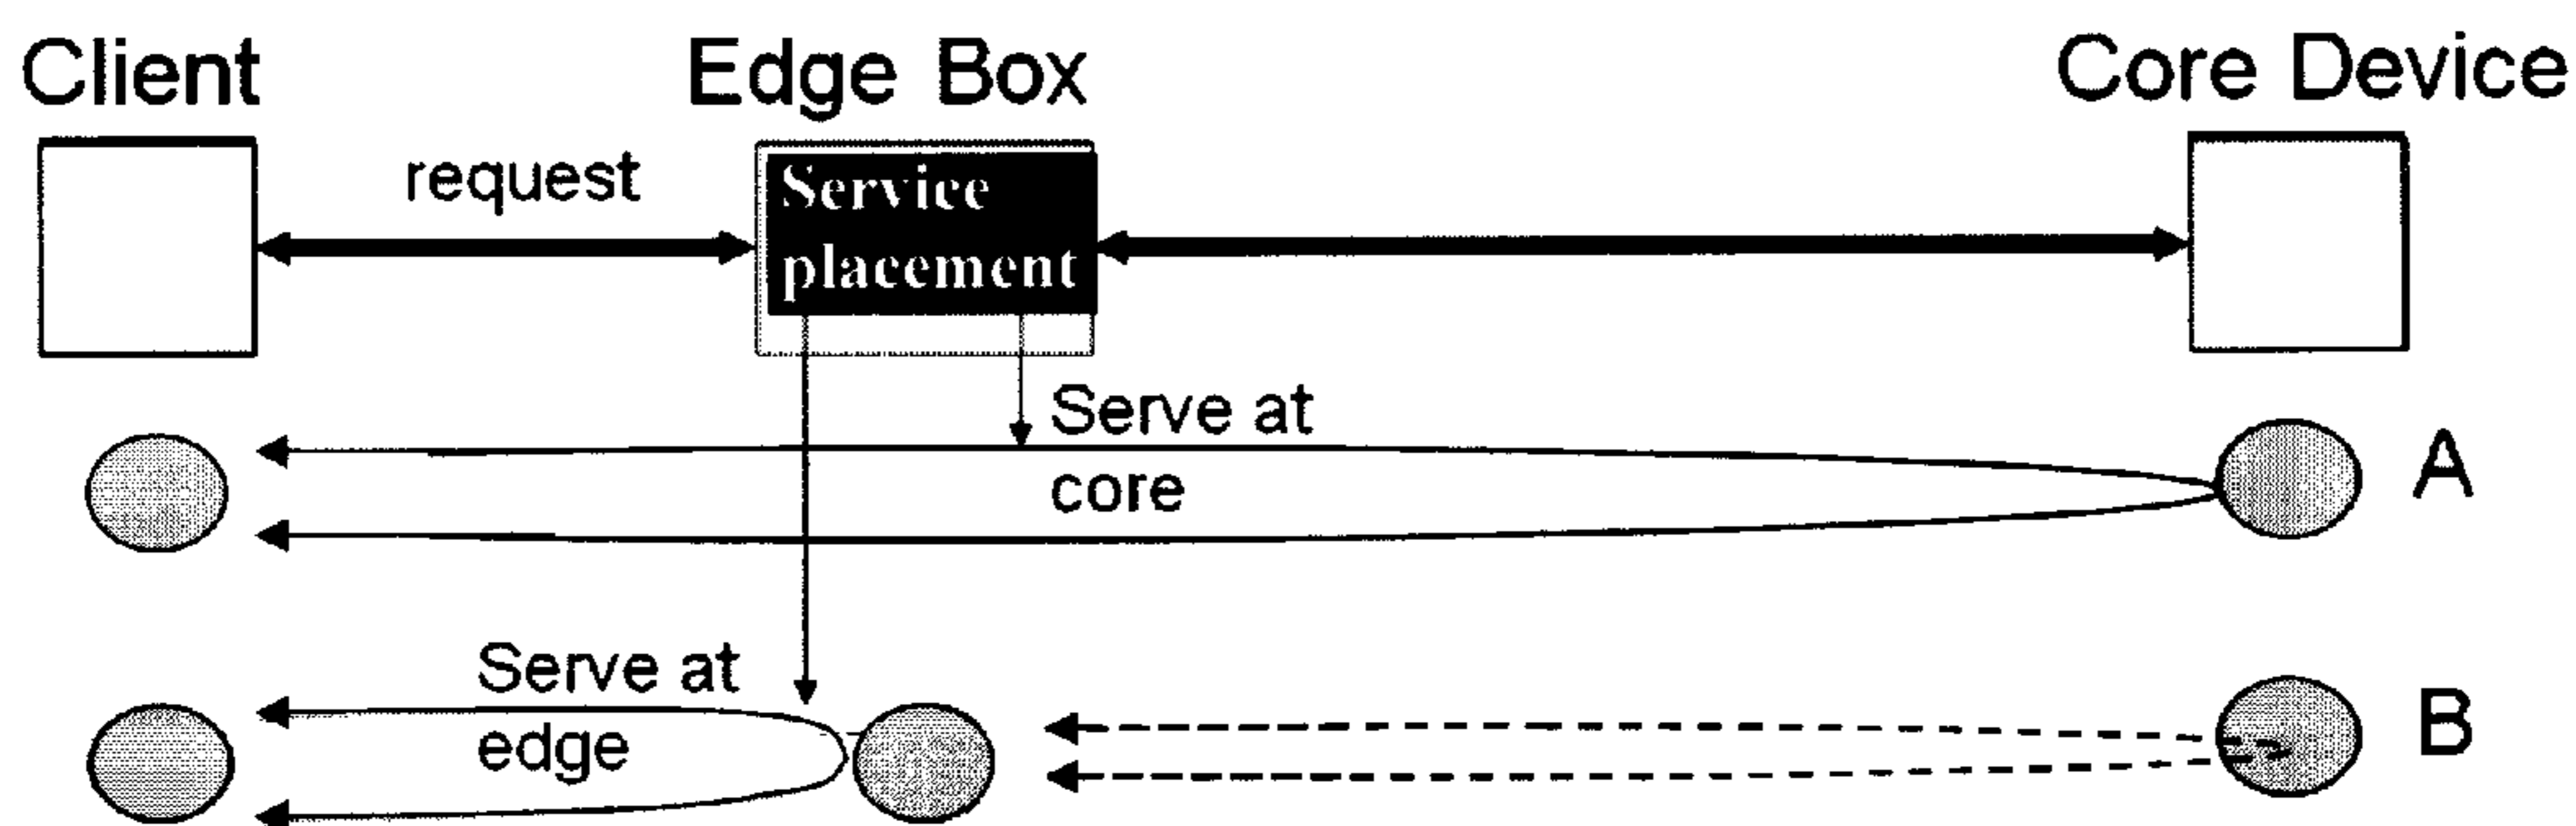 Client
Edge Box
Core Device
request
Service
placement
Serve at
core
A
Serve at
edge
B